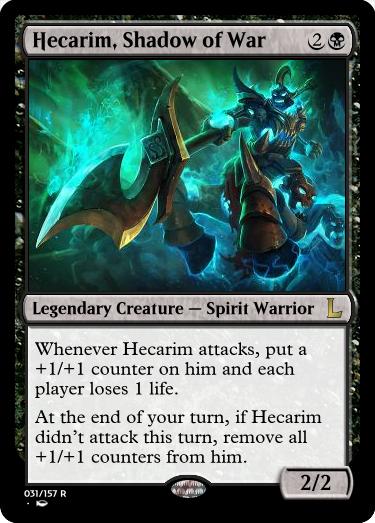 Hecarim, Shadow of War 2
Legendary Creature — Spirit Warrior L
Whenever Hecarim attacks, put a
+1/+1 counter on him and each
player loses 1 life.
At the end of your turn, if Hecarim
didn't attack this turn, remove all
+1/+1 counters from him.
2/2
031/157 R